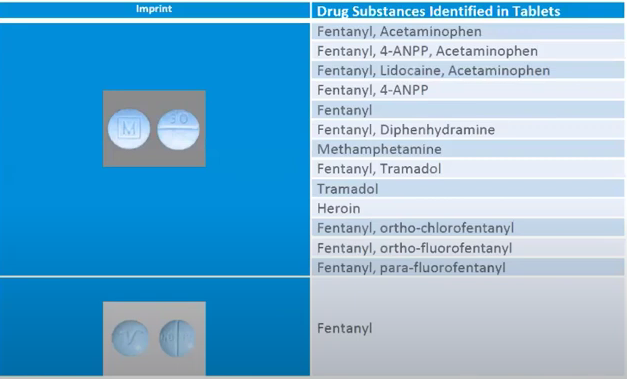 Imprint
Drug Substances Identified in Tablets
Fentanyl, Acetaminophen
Fentanyl, 4-ANPP, Acetaminophen
Fentanyl, Lidocaine, Acetaminophen
Fentanyl, 4-ANPP
Fentanyl
Fentanyl, Diphenhydramine
M
30
Methamphetamine
Fentanyl, Tramadol
Tramadol
Heroin
Fentanyl, ortho-chlorofentanyl
Fentanyl, ortho-fluorofentanyl
Fentanyl, para-fluorofentanyl
V
Fentanyl